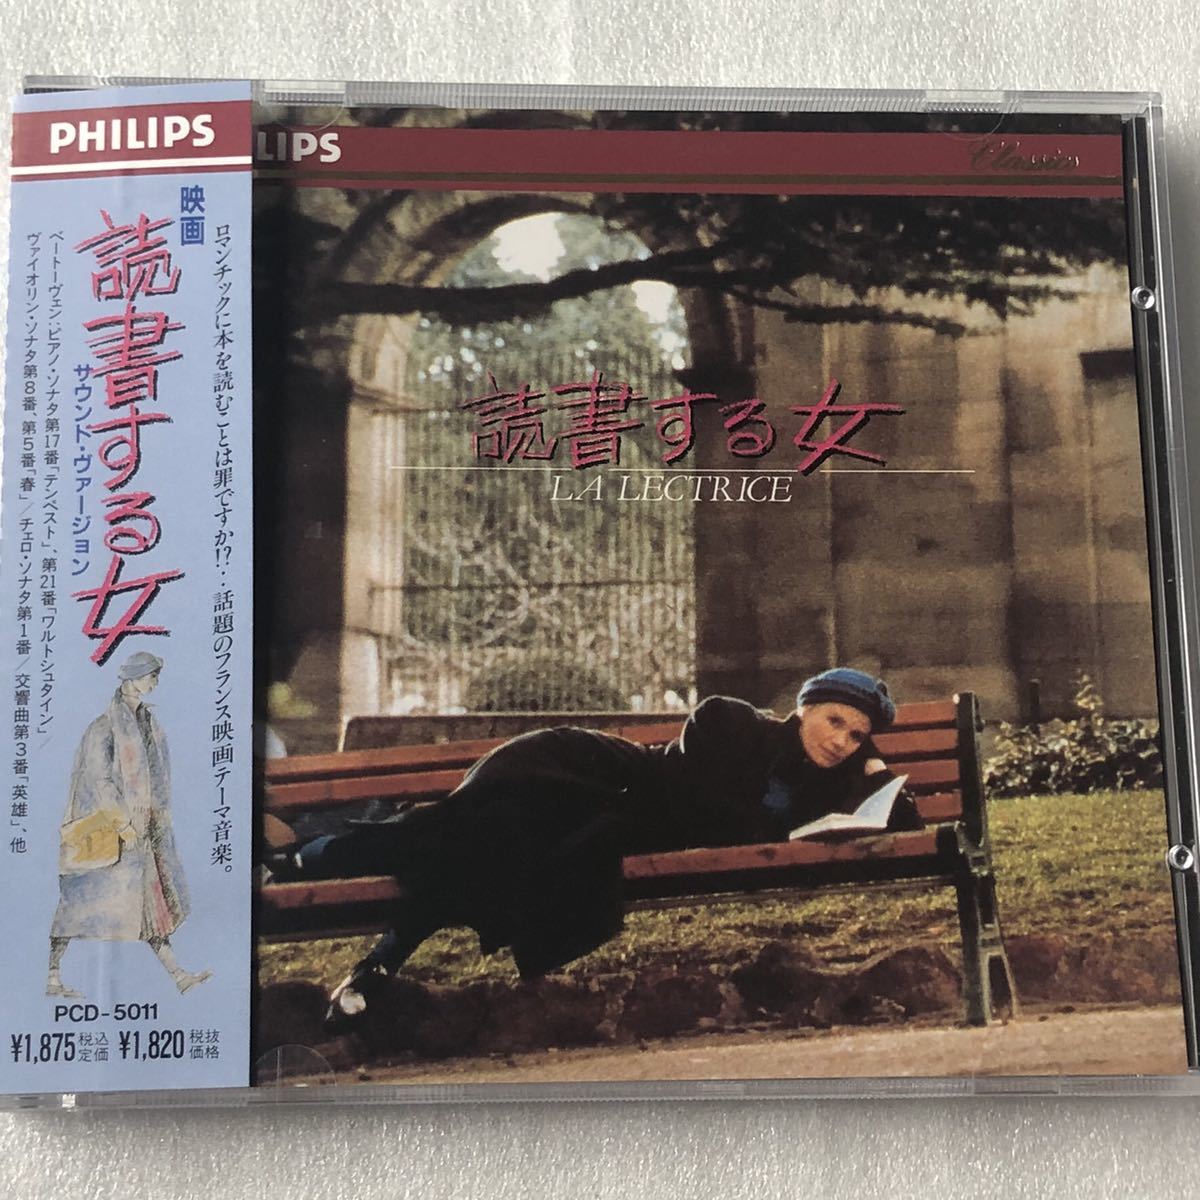 PHILIPS
映画
読書する女
サウンド・ヴァージョン
ロマンチックに本を読むことは罪ですか!?‥話題のフランス映画テーマ音楽。
ベートーヴェン:ピアノ・ソナタ第17番「テンペスト」、第21番「ワルトシュタイン」/
ヴァイオリン・ソナタ第8番、第5番「春」/チェロ・ソナタ第1番/交響曲第3番「英雄」、他
PCD-5011
¥1,875税込定価 ¥1,820税抜価格
LIPS
Classics
読書する女
LA LECTRICE